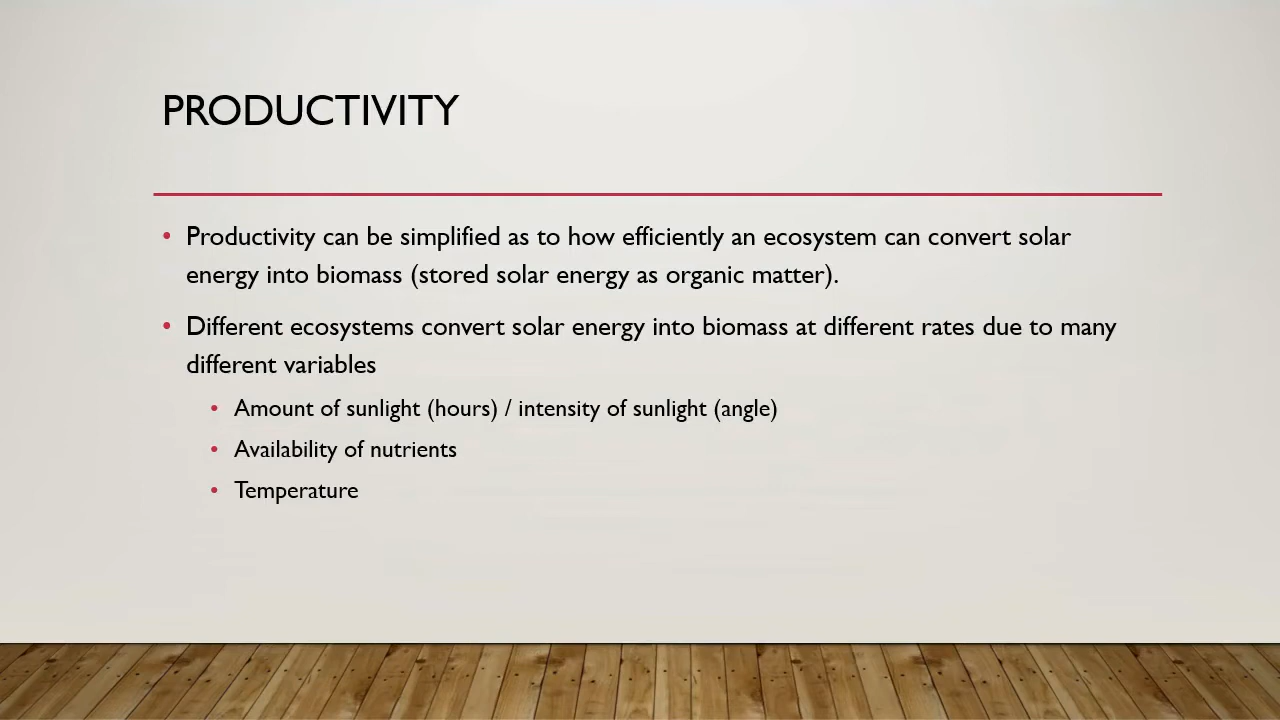 PRODUCTIVITY
• Productivity can be simplified as to how efficiently an ecosystem can convert solar
energy into biomass (stored solar energy as organic matter).
• Different ecosystems convert solar energy into biomass at different rates due to many
different variables
• Amount of sunlight (hours) / intensity of sunlight (angle)
• Availability of nutrients
• Temperature